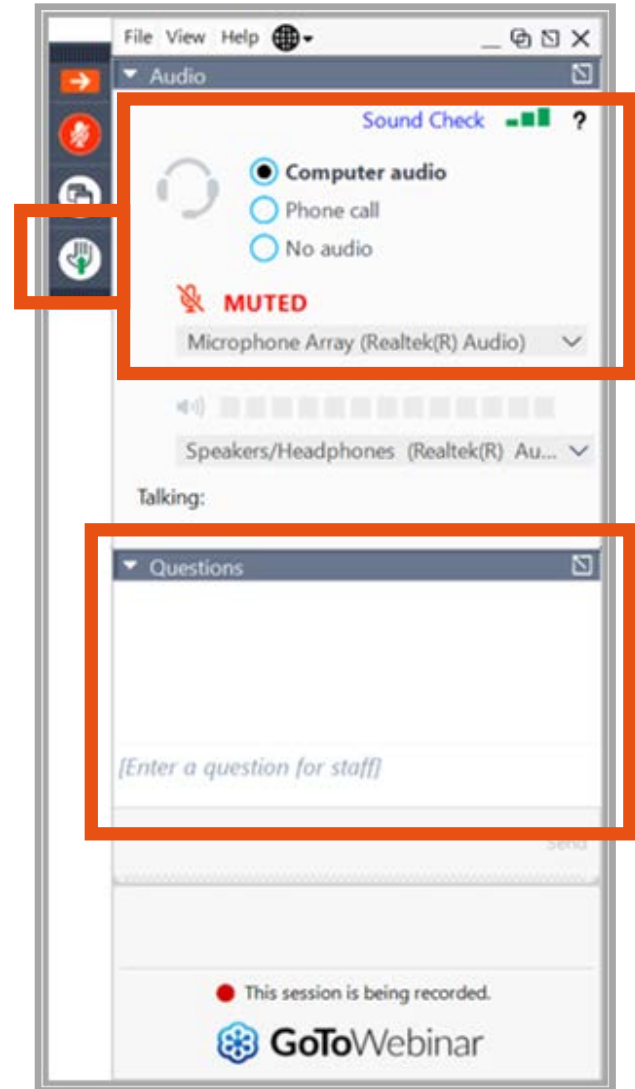 File View Help
Audio
Sound Check ?
Computer audio
Phone call
No audio
MUTED
Microphone Array (Realtek(R) Audio)
Speakers/Headphones (Realtek(R) Au...
Talking:
Questions
[Enter a question for staff]
Send
This session is being recorded.
GoToWebinar